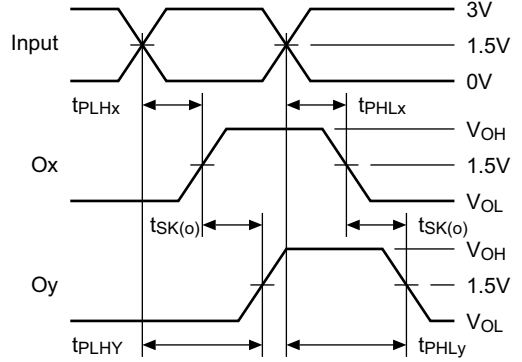 3V
Input
1.5V
0V
tPLHx
tPHLx
VOH
Ox
1.5V
VOL
tSK(o)
tSK(o)
VOH
Oy
1.5V
VOL
tPLHY
tPHLy